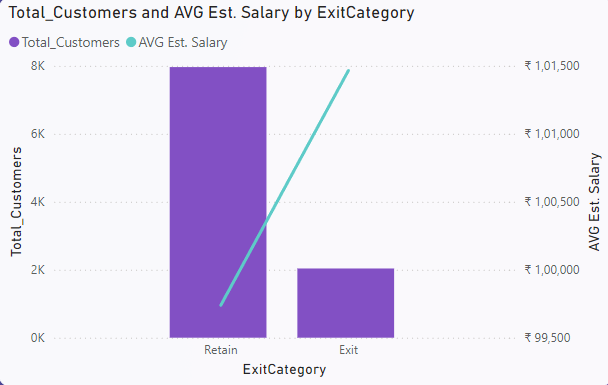 Total_Customers and AVG Est. Salary by ExitCategory
Total_Customers AVG Est. Salary
8K
6K
4K
2K
0K
Total_Customers
₹ 1,01,500
₹ 1,01,000
₹ 1,00,500
₹ 1,00,000
₹ 99,500
AVG Est. Salary
Retain Exit
ExitCategory